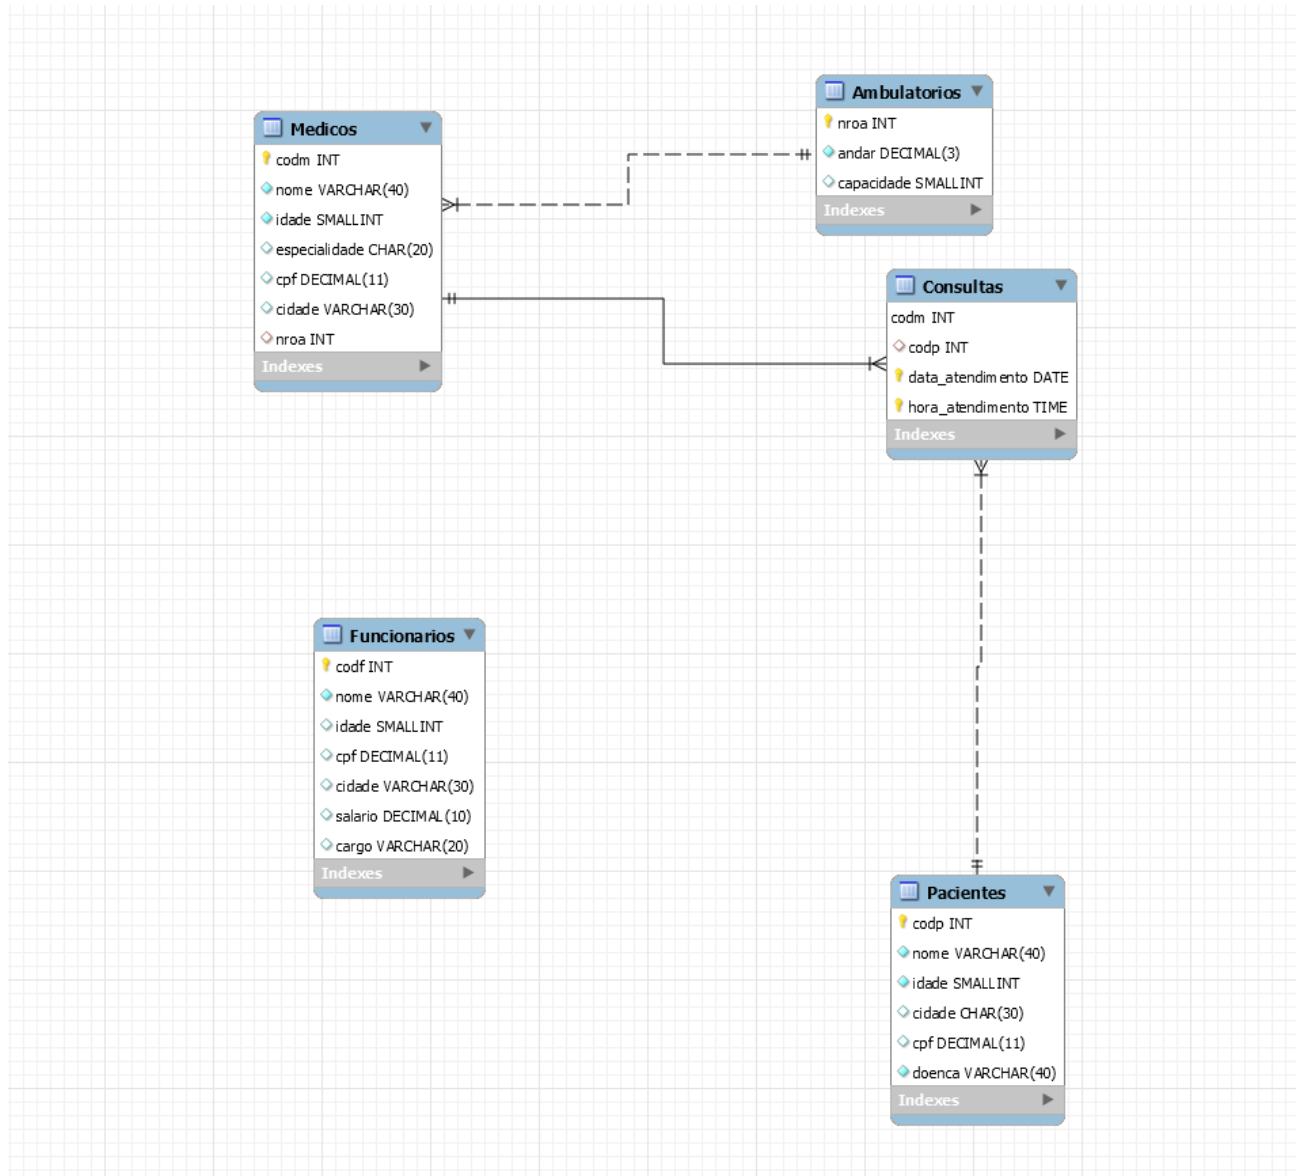 Medicos
codm INT
nome VARCHAR(40)
idade SMALLINT
especialidade CHAR(20)
cpf DECIMAL(11)
cidade VARCHAR(30)
nroa INT
Indexes
Ambulatorios
nroa INT
andar DECIMAL(3)
capacidade SMALLINT
Indexes
Consultas
codm INT
codp INT
data_atendimento DATE
hora_atendimento TIME
Indexes
Funcionarios
codf INT
nome VARCHAR(40)
idade SMALLINT
cpf DECIMAL(11)
cidade VARCHAR(30)
salario DECIMAL(10)
cargo VARCHAR(20)
Indexes
Pacientes
codp INT
nome VARCHAR(40)
idade SMALLINT
cidade CHAR(30)
cpf DECIMAL(11)
doenca VARCHAR(40)
Indexes